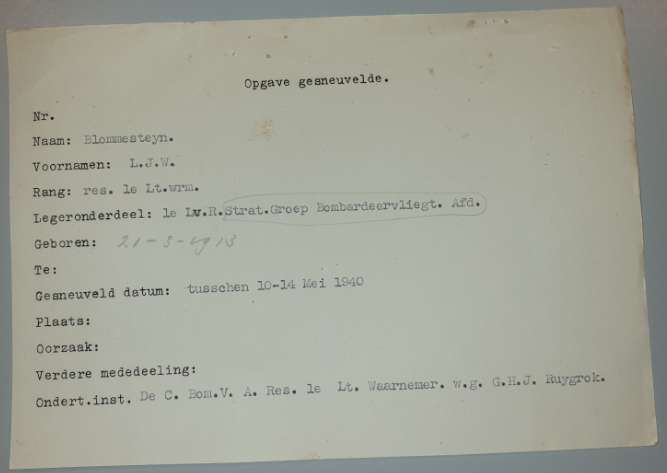 Opgave gesneuvelde.
Nr.
Naam: Blommesteyn.
Voornamen: L.J.W.
Rang: res. 1e Lt.wrm.
Legeronderdeel: 1e Lv.R.Strat.Groep Bombardeervliegt. Afd.
Geboren: 21-3-1913
Te:
Gesneuveld datum: tusschen 10-14 Mei 1940
Plaats:
Oorzaak:
Verdere mededeeling:
Ondert.inst. De C. Bom.V. A. Res. 1e Lt. Waarnemer. w.g. G.H.J. Ruygrok.